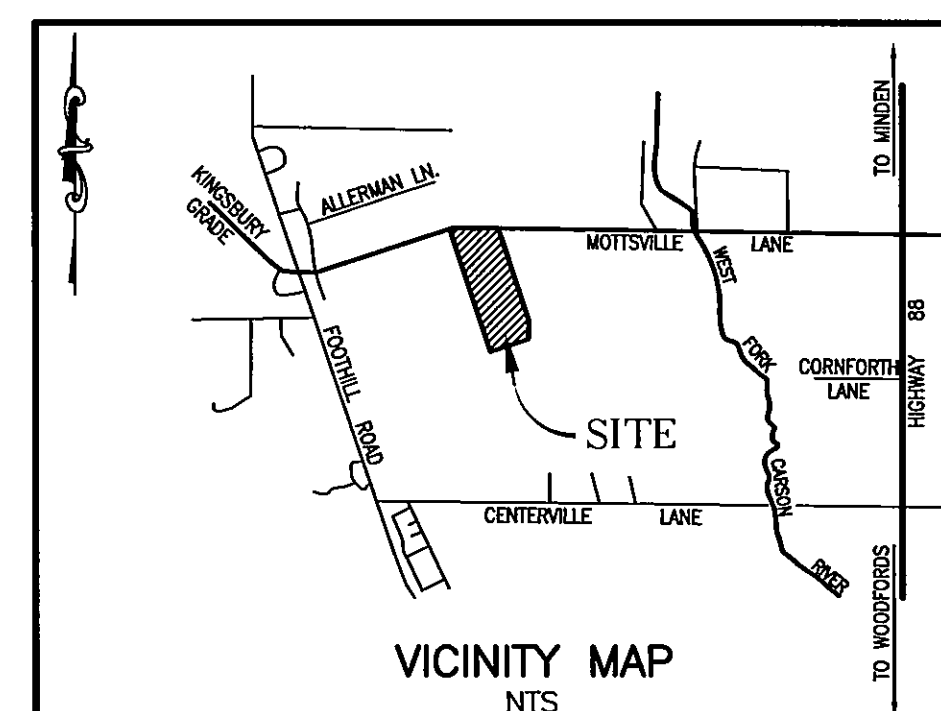 TO MINDEN
KINGSBURY
GRADE
ALLERMAN LN.
MOTTSVILLE LANE
WEST
FORK
CARSON
RIVER
HIGHWAY 88
CORNFORTH
LANE
FOOTHILL ROAD
SITE
CENTERVILLE LANE
TO WOODFORDS
VICINITY MAP
NTS